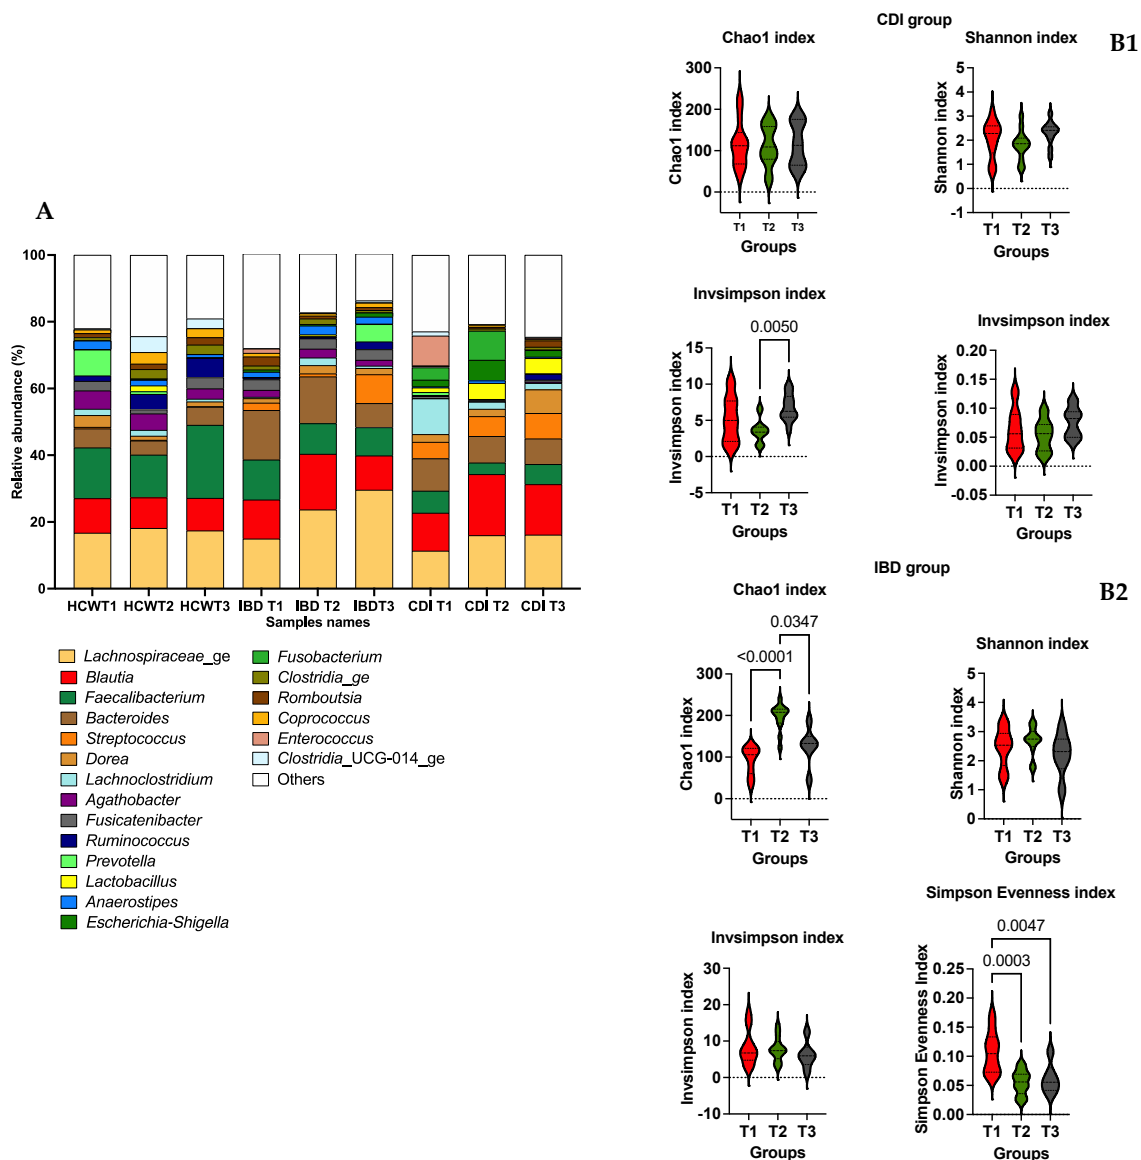 A
Relative abundance (%)
100
80
60
40
20
0
HCWT1 HCWT2 HCWT3 IBD T1 IBD T2 IBDT3 CDI T1 CDI T2 CDI T3
Samples names
Lachnospiraceae_ge
Blautia
Faecalibacterium
Bacteroides
Streptococcus
Dorea
Lachnoclostridium
Agathobacter
Fusicatenibacter
Ruminococcus
Prevotella
Lactobacillus
Anaerostipes
Escherichia-Shigella
Fusobacterium
Clostridia_ge
Romboutsia
Coprococcus
Enterococcus
Clostridia_UCG-014_ge
Others
CDI group
B1
Chao1 index
Chao1 index
300
200
100
0
T1 T2 T3
Groups
Shannon index
Shannon index
5
4
3
2
1
0
-1
T1 T2 T3
Groups
Invsimpson index
0.0050
Invsimpson index
15
10
5
0
-5
T1 T2 T3
Groups
Invsimpson index
Invsimpson index
0.20
0.15
0.10
0.05
0.00
-0.05
T1 T2 T3
Groups
IBD group
B2
Chao1 index
0.0347
<0.0001
Chao1 index
300
200
100
0
T1 T2 T3
Groups
Shannon index
Shannon index
5
4
3
2
1
0
T1 T2 T3
Groups
Invsimpson index
Invsimpson index
30
20
10
0
-10
T1 T2 T3
Groups
Simpson Evenness index
0.0047
0.0003
Simpson Evenness Index
0.25
0.20
0.15
0.10
0.05
0.00
T1 T2 T3
Groups